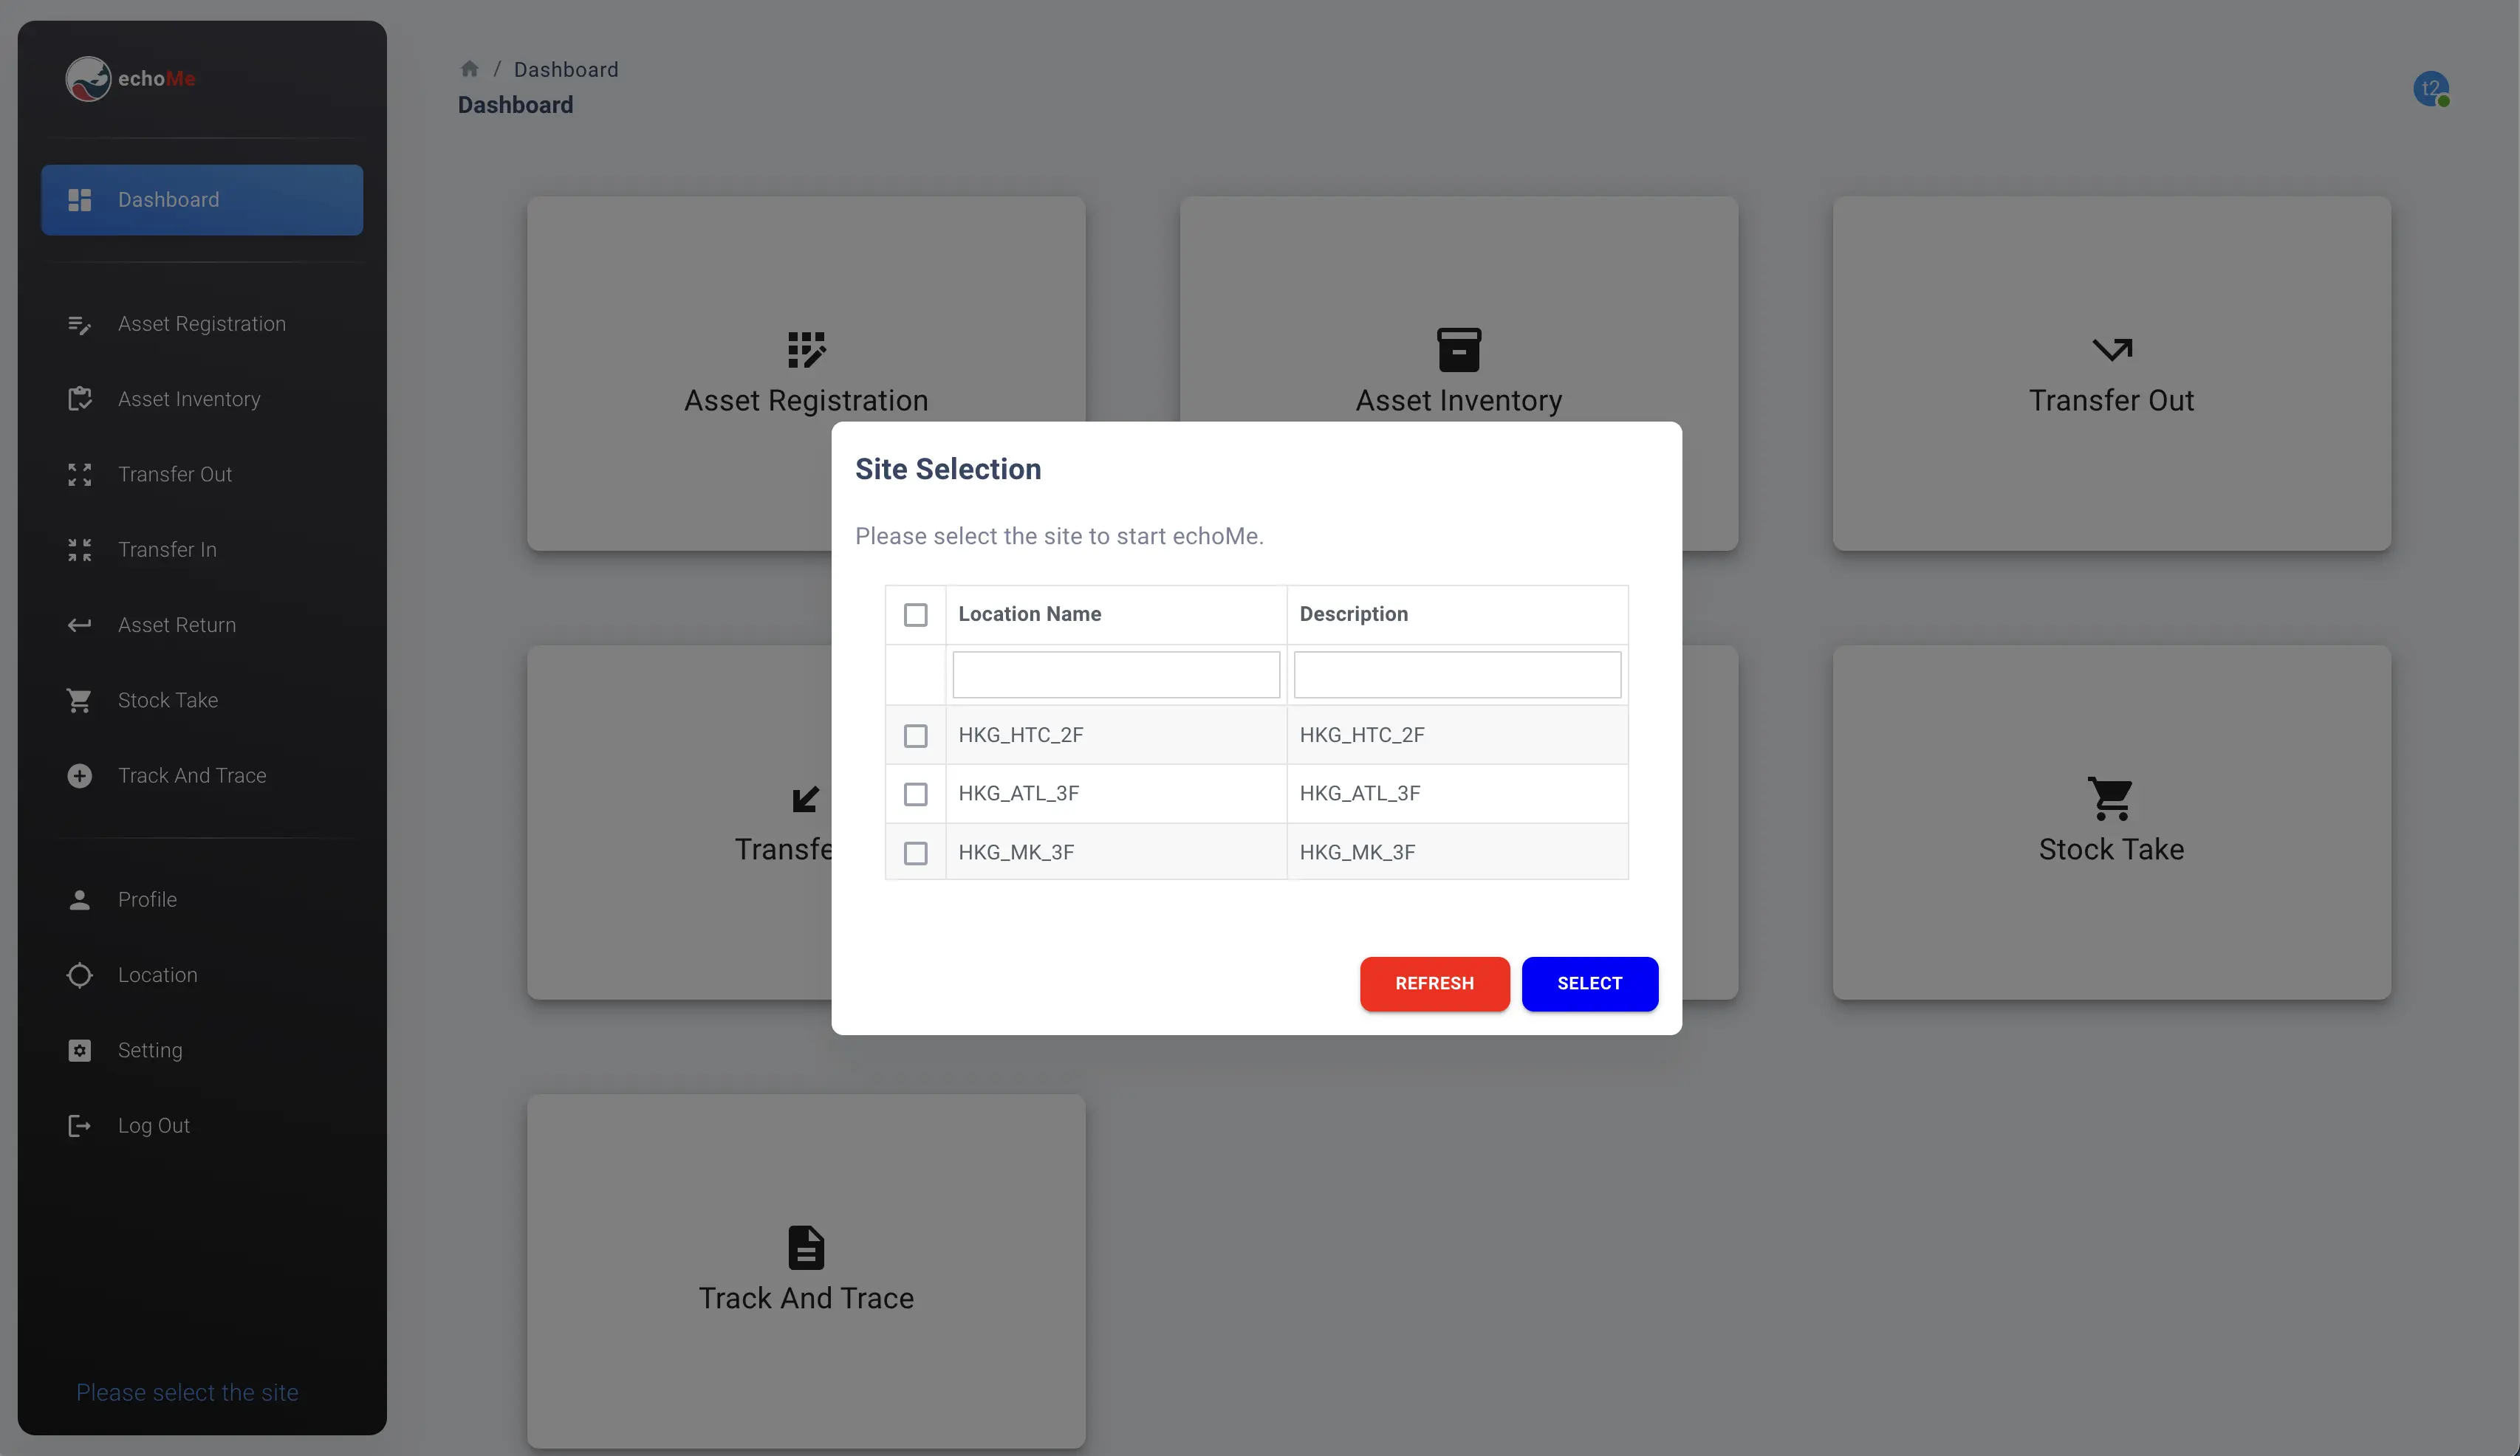 echoMe
/ Dashboard
Dashboard
t2
Dashboard
Asset Registration
Asset Inventory
Transfer Out
Transfer In
Asset Return
Stock Take
Track And Trace
Profile
Location
Setting
Log Out
Please select the site
Asset Registration
Asset Inventory
Transfer Out
Transfe
Stock Take
Track And Trace
Site Selection
Please select the site to start echoMe.
Location Name Description
HKG_HTC_2F HKG_HTC_2F
HKG_ATL_3F HKG_ATL_3F
HKG_MK_3F HKG_MK_3F
REFRESH SELECT